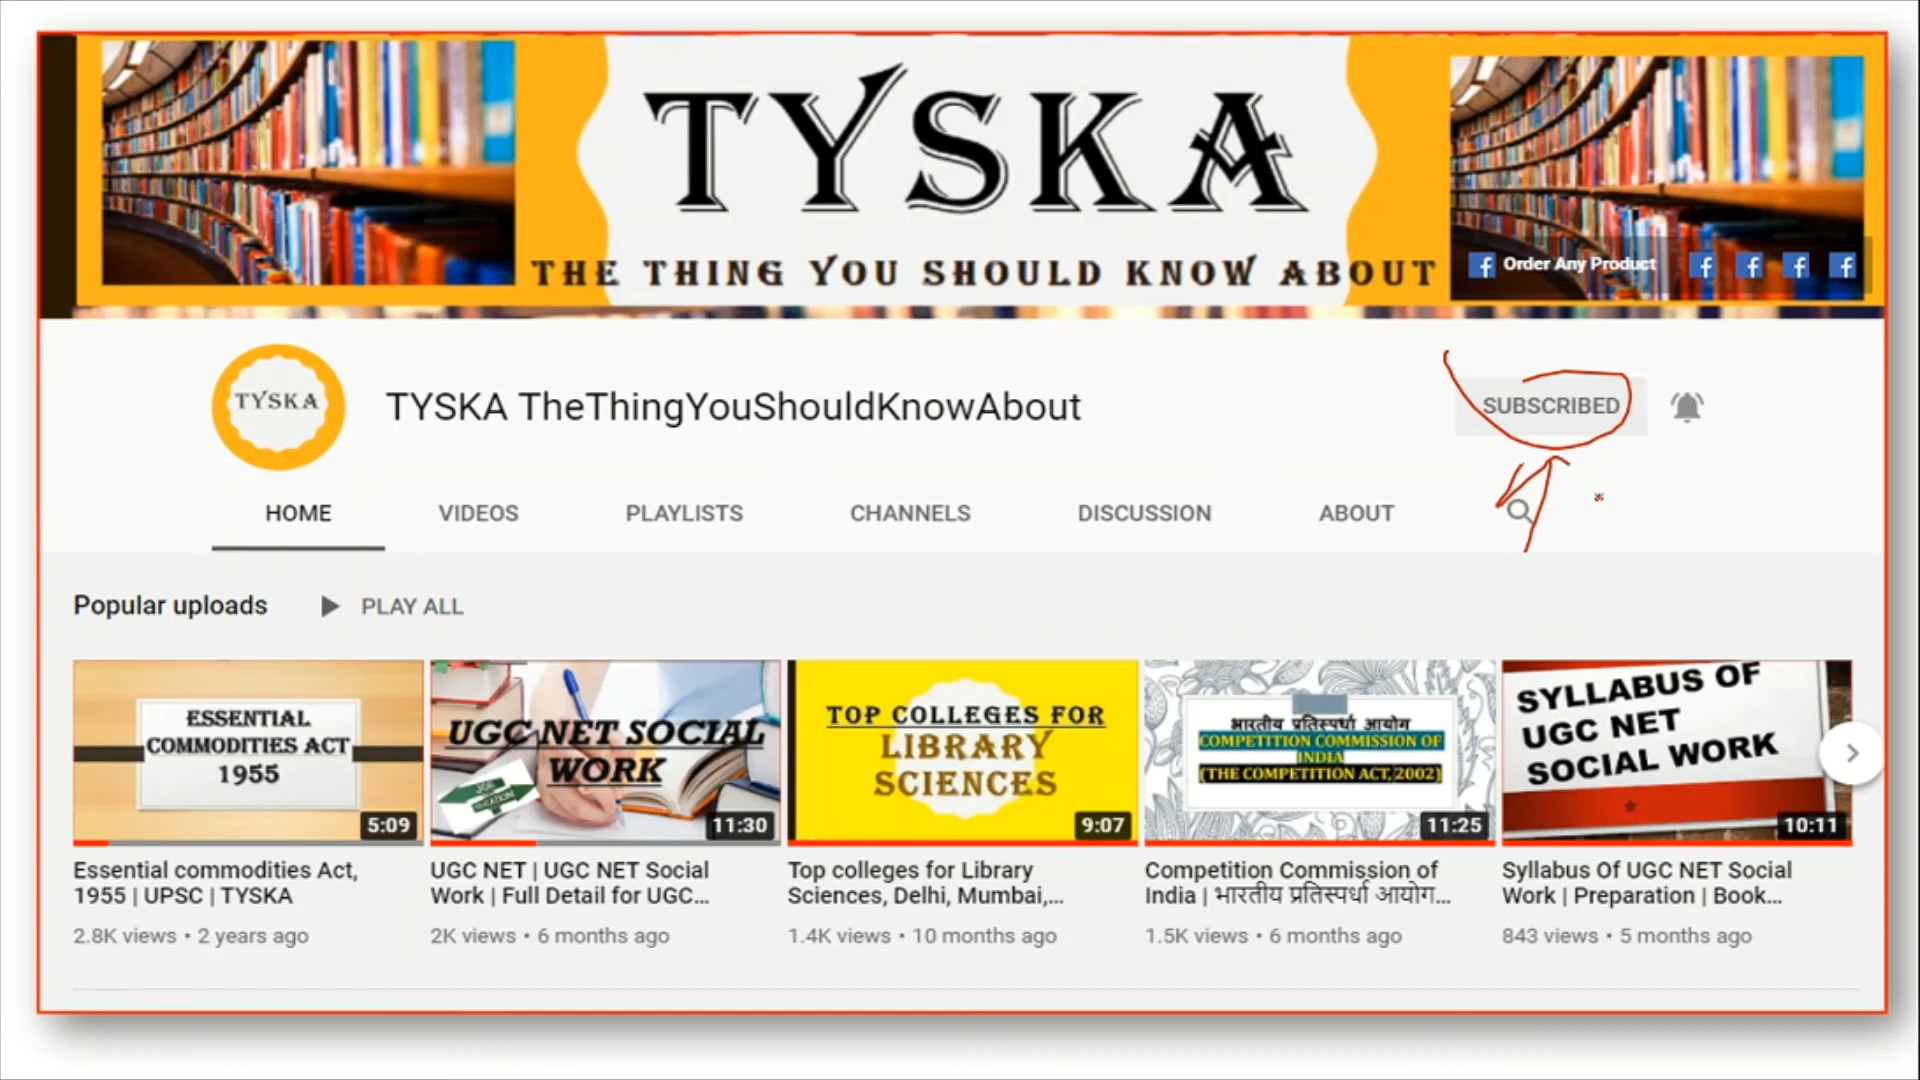 TYSKA
THE THING YOU SHOULD KNOW ABOUT
Order Any Product
TYSKA
TYSKA TheThingYouShouldKnowAbout
SUBSCRIBED
HOME VIDEOS PLAYLISTS CHANNELS DISCUSSION ABOUT
Popular uploads PLAY ALL
ESSENTIAL
COMMODITIES ACT
1955
5:09
UGC NET SOCIAL
WORK
11:30
TOP COLLEGES FOR
LIBRARY
SCIENCES
9:07
भारतीय प्रतिस्पर्धा आयोग
COMPETITION COMMISSION OF
INDIA
(THE COMPETITION ACT, 2002)
11:25
SYLLABUS OF
UGC NET
SOCIAL WORK
10:11
Essential commodities Act,
1955 | UPSC | TYSKA
2.8K views • 2 years ago
UGC NET | UGC NET Social
Work | Full Detail for UGC...
2K views • 6 months ago
Top colleges for Library
Sciences, Delhi, Mumbai,...
1.4K views • 10 months ago
Competition Commission of
India | भारतीय प्रतिस्पर्धा आयोग...
1.5K views • 6 months ago
Syllabus Of UGC NET Social
Work | Preparation | Book...
843 views • 5 months ago